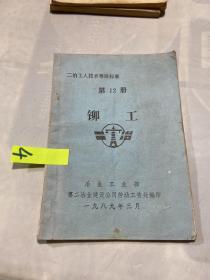 二冶工人技术等级标准
第12册
铆 工
冶金工业部
第二冶金建设公司劳动工资处编印
一九八九年三月
4